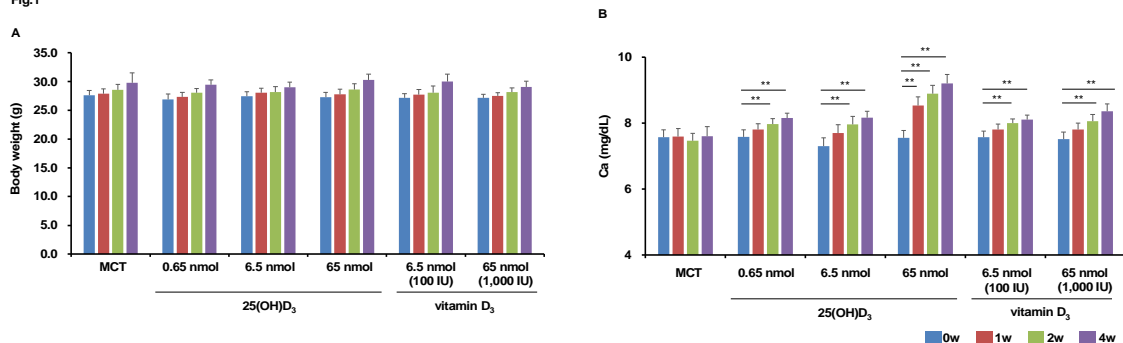 Fig.1
A
35.0
30.0
25.0
20.0
15.0
10.0
5.0
0.0
Body weight (g)
MCT
0.65 nmol
6.5 nmol
65 nmol
6.5 nmol
(100 IU)
65 nmol
(1,000 IU)
25(OH)D3
vitamin D3
B
10
8
6
4
Ca (mg/dL)
**
**
**
**
**
**
**
**
**
**
**
MCT
0.65 nmol
6.5 nmol
65 nmol
6.5 nmol
(100 IU)
65 nmol
(1,000 IU)
25(OH)D3
vitamin D3
0w 1w 2w 4w